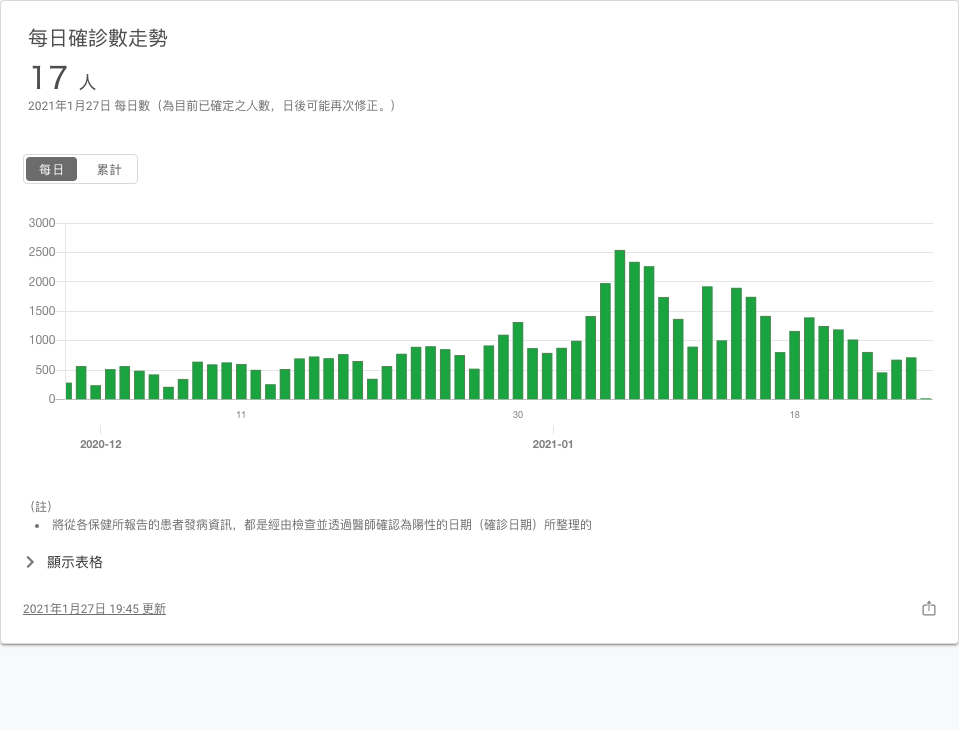 每日確診數走勢
17 人
2021年1月27日 每日數（為目前已確定之人數，日後可能再次修正。）
每日 累計
3000
2500
2000
1500
1000
500
0
11 30 18
2020-12 2021-01
（註）
• 將從各保健所報告的患者發病資訊，都是經由檢查並透過醫師確認為陽性的日期（確診日期）所整理的
顯示表格
2021年1月27日 19:45 更新